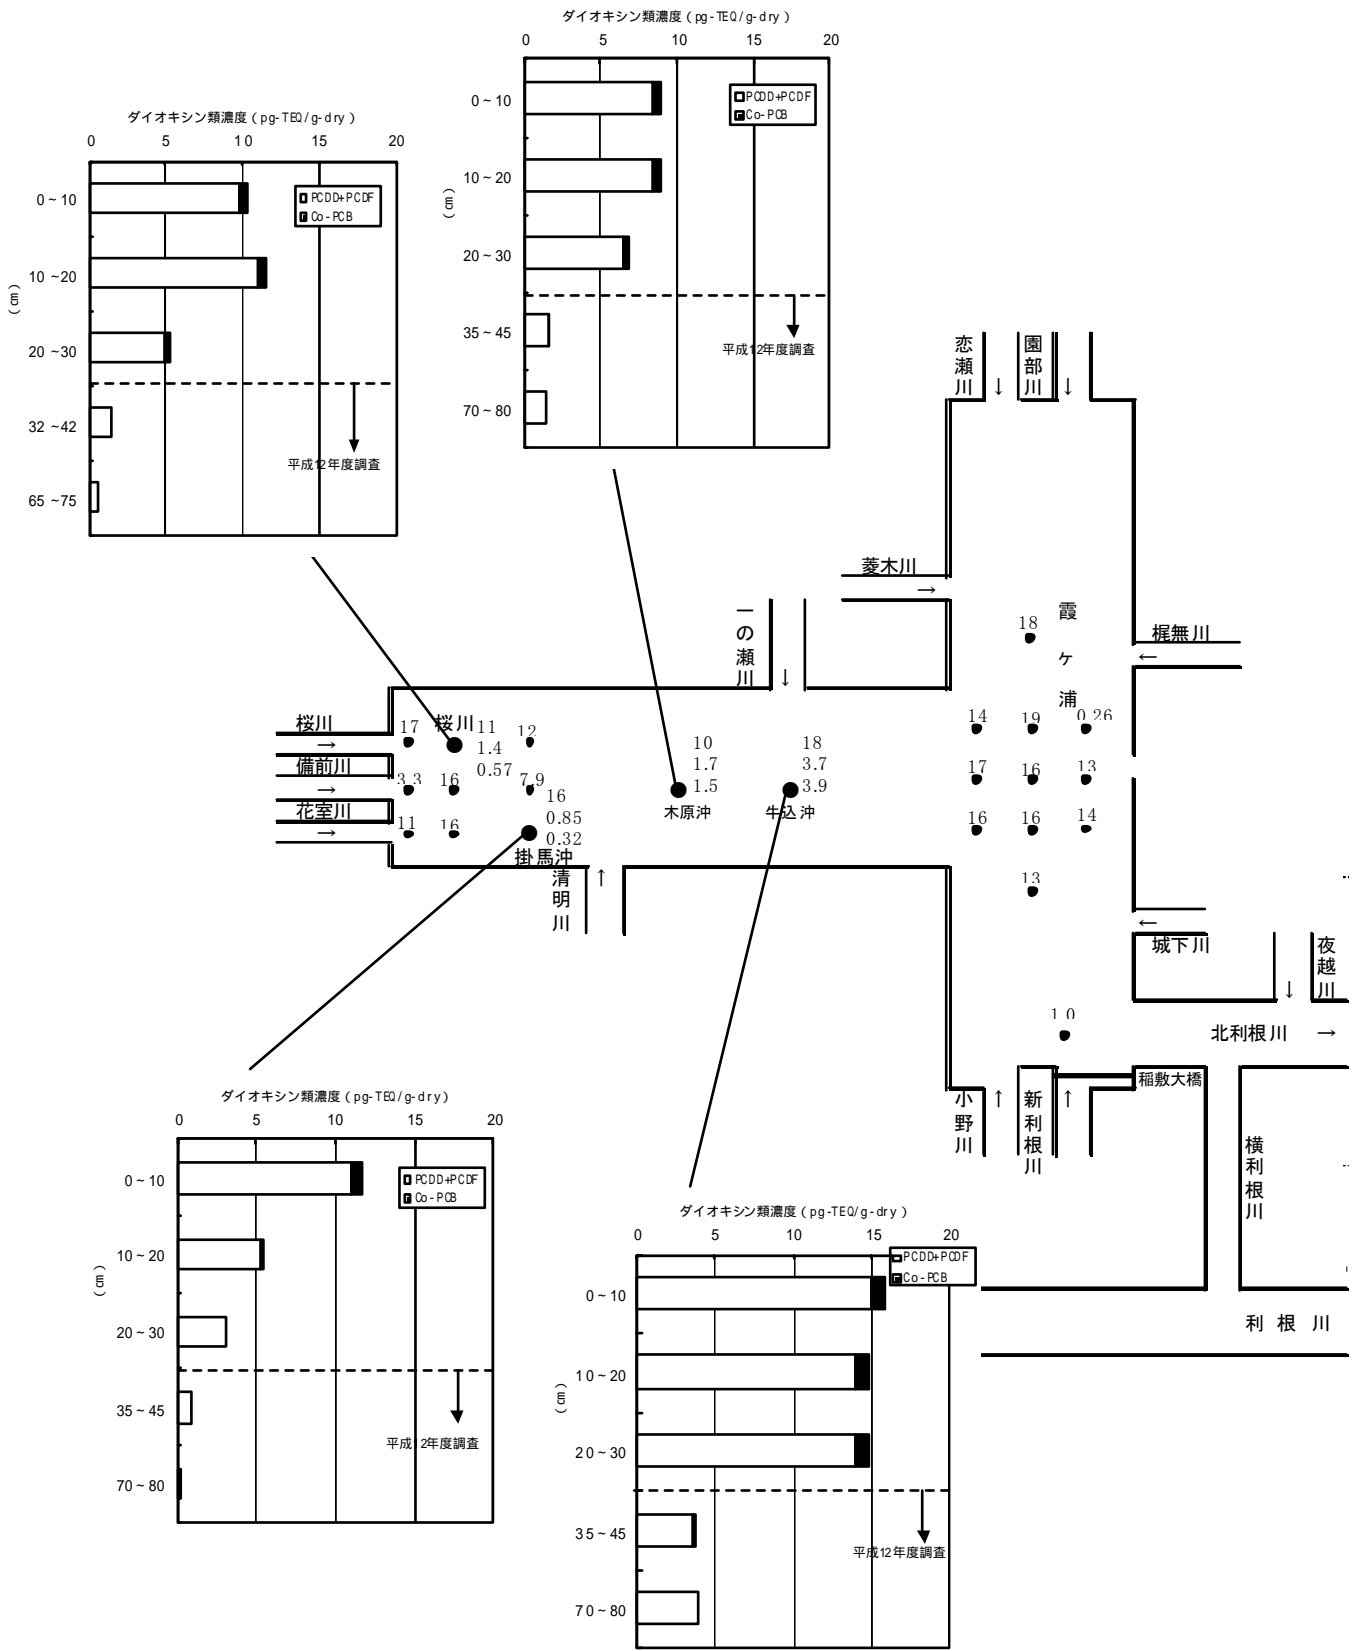 ダイオキシン類濃度(pg-TEQ/g-dry)
0 5 10 15 20
0~10
10~20
20~30
35~45
70~80
(cm)
PCDD+PCDF
Co-PCB
平成12年度調査
ダイオキシン類濃度(pg-TEQ/g-dry)
0 5 10 15 20
0~10
10~20
20~30
32~42
65~75
(cm)
PCDD+PCDF
Co-PCB
平成12年度調査
恋瀬川
園部川
↓ ↓
菱木川
→
一の瀬川
↓
霞ヶ浦
梶無川
←
18
14 19 0.26
17 16 13
16 16 14
13
桜川
→
備前川
→
花室川
→
17
桜川
11
1.4
0.57
12
3.3 16 7.9
11 16
16
0.85
0.32
掛馬沖
清明川
↑
10
1.7
1.5
木原沖
18
3.7
3.9
牛込沖
←
城下川
夜越川
↓
1.0
北利根川 →
稲敷大橋
小野川
↑
新利根川
↑
横利根川
利根川
ダイオキシン類濃度(pg-TEQ/g-dry)
0 5 10 15 20
0~10
10~20
20~30
35~45
70~80
(cm)
PCDD+PCDF
Co-PCB
平成12年度調査
ダイオキシン類濃度(pg-TEQ/g-dry)
0 5 10 15 20
0~10
10~20
20~30
35~45
70~80
(cm)
PCDD+PCDF
Co-PCB
平成12年度調査